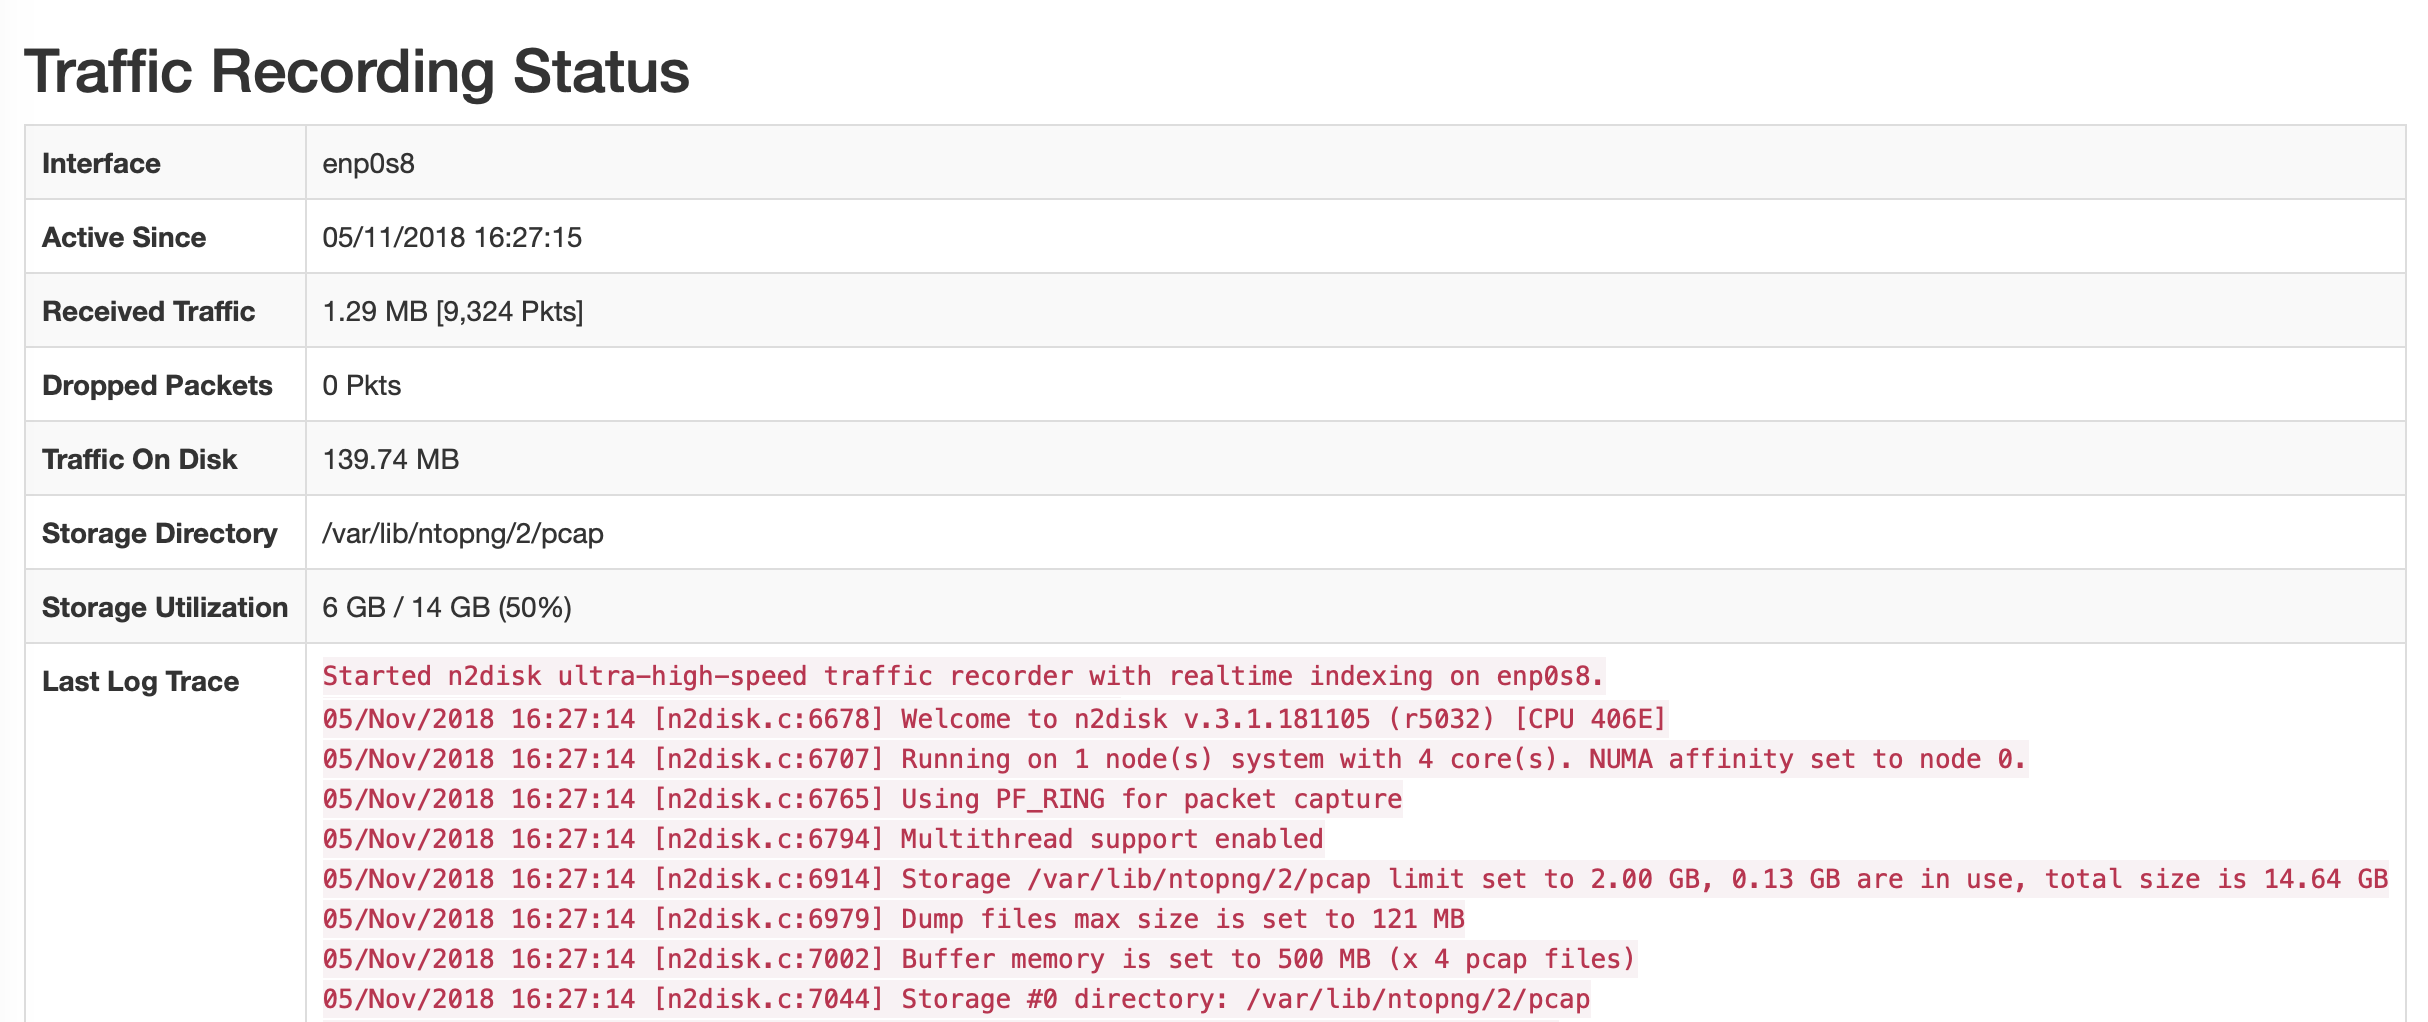 Traffic Recording Status
Interface enp0s8
Active Since 05/11/2018 16:27:15
Received Traffic 1.29 MB [9,324 Pkts]
Dropped Packets 0 Pkts
Traffic On Disk 139.74 MB
Storage Directory /var/lib/ntopng/2/pcap
Storage Utilization 6 GB / 14 GB (50%)
Last Log Trace Started n2disk ultra-high-speed traffic recorder with realtime indexing on enp0s8.
05/Nov/2018 16:27:14 [n2disk.c:6678] Welcome to n2disk v.3.1.181105 (r5032) [CPU 406E]
05/Nov/2018 16:27:14 [n2disk.c:6707] Running on 1 node(s) system with 4 core(s). NUMA affinity set to node 0.
05/Nov/2018 16:27:14 [n2disk.c:6765] Using PF_RING for packet capture
05/Nov/2018 16:27:14 [n2disk.c:6794] Multithread support enabled
05/Nov/2018 16:27:14 [n2disk.c:6914] Storage /var/lib/ntopng/2/pcap limit set to 2.00 GB, 0.13 GB are in use, total size is 14.64 GB
05/Nov/2018 16:27:14 [n2disk.c:6979] Dump files max size is set to 121 MB
05/Nov/2018 16:27:14 [n2disk.c:7002] Buffer memory is set to 500 MB (x 4 pcap files)
05/Nov/2018 16:27:14 [n2disk.c:7044] Storage #0 directory: /var/lib/ntopng/2/pcap